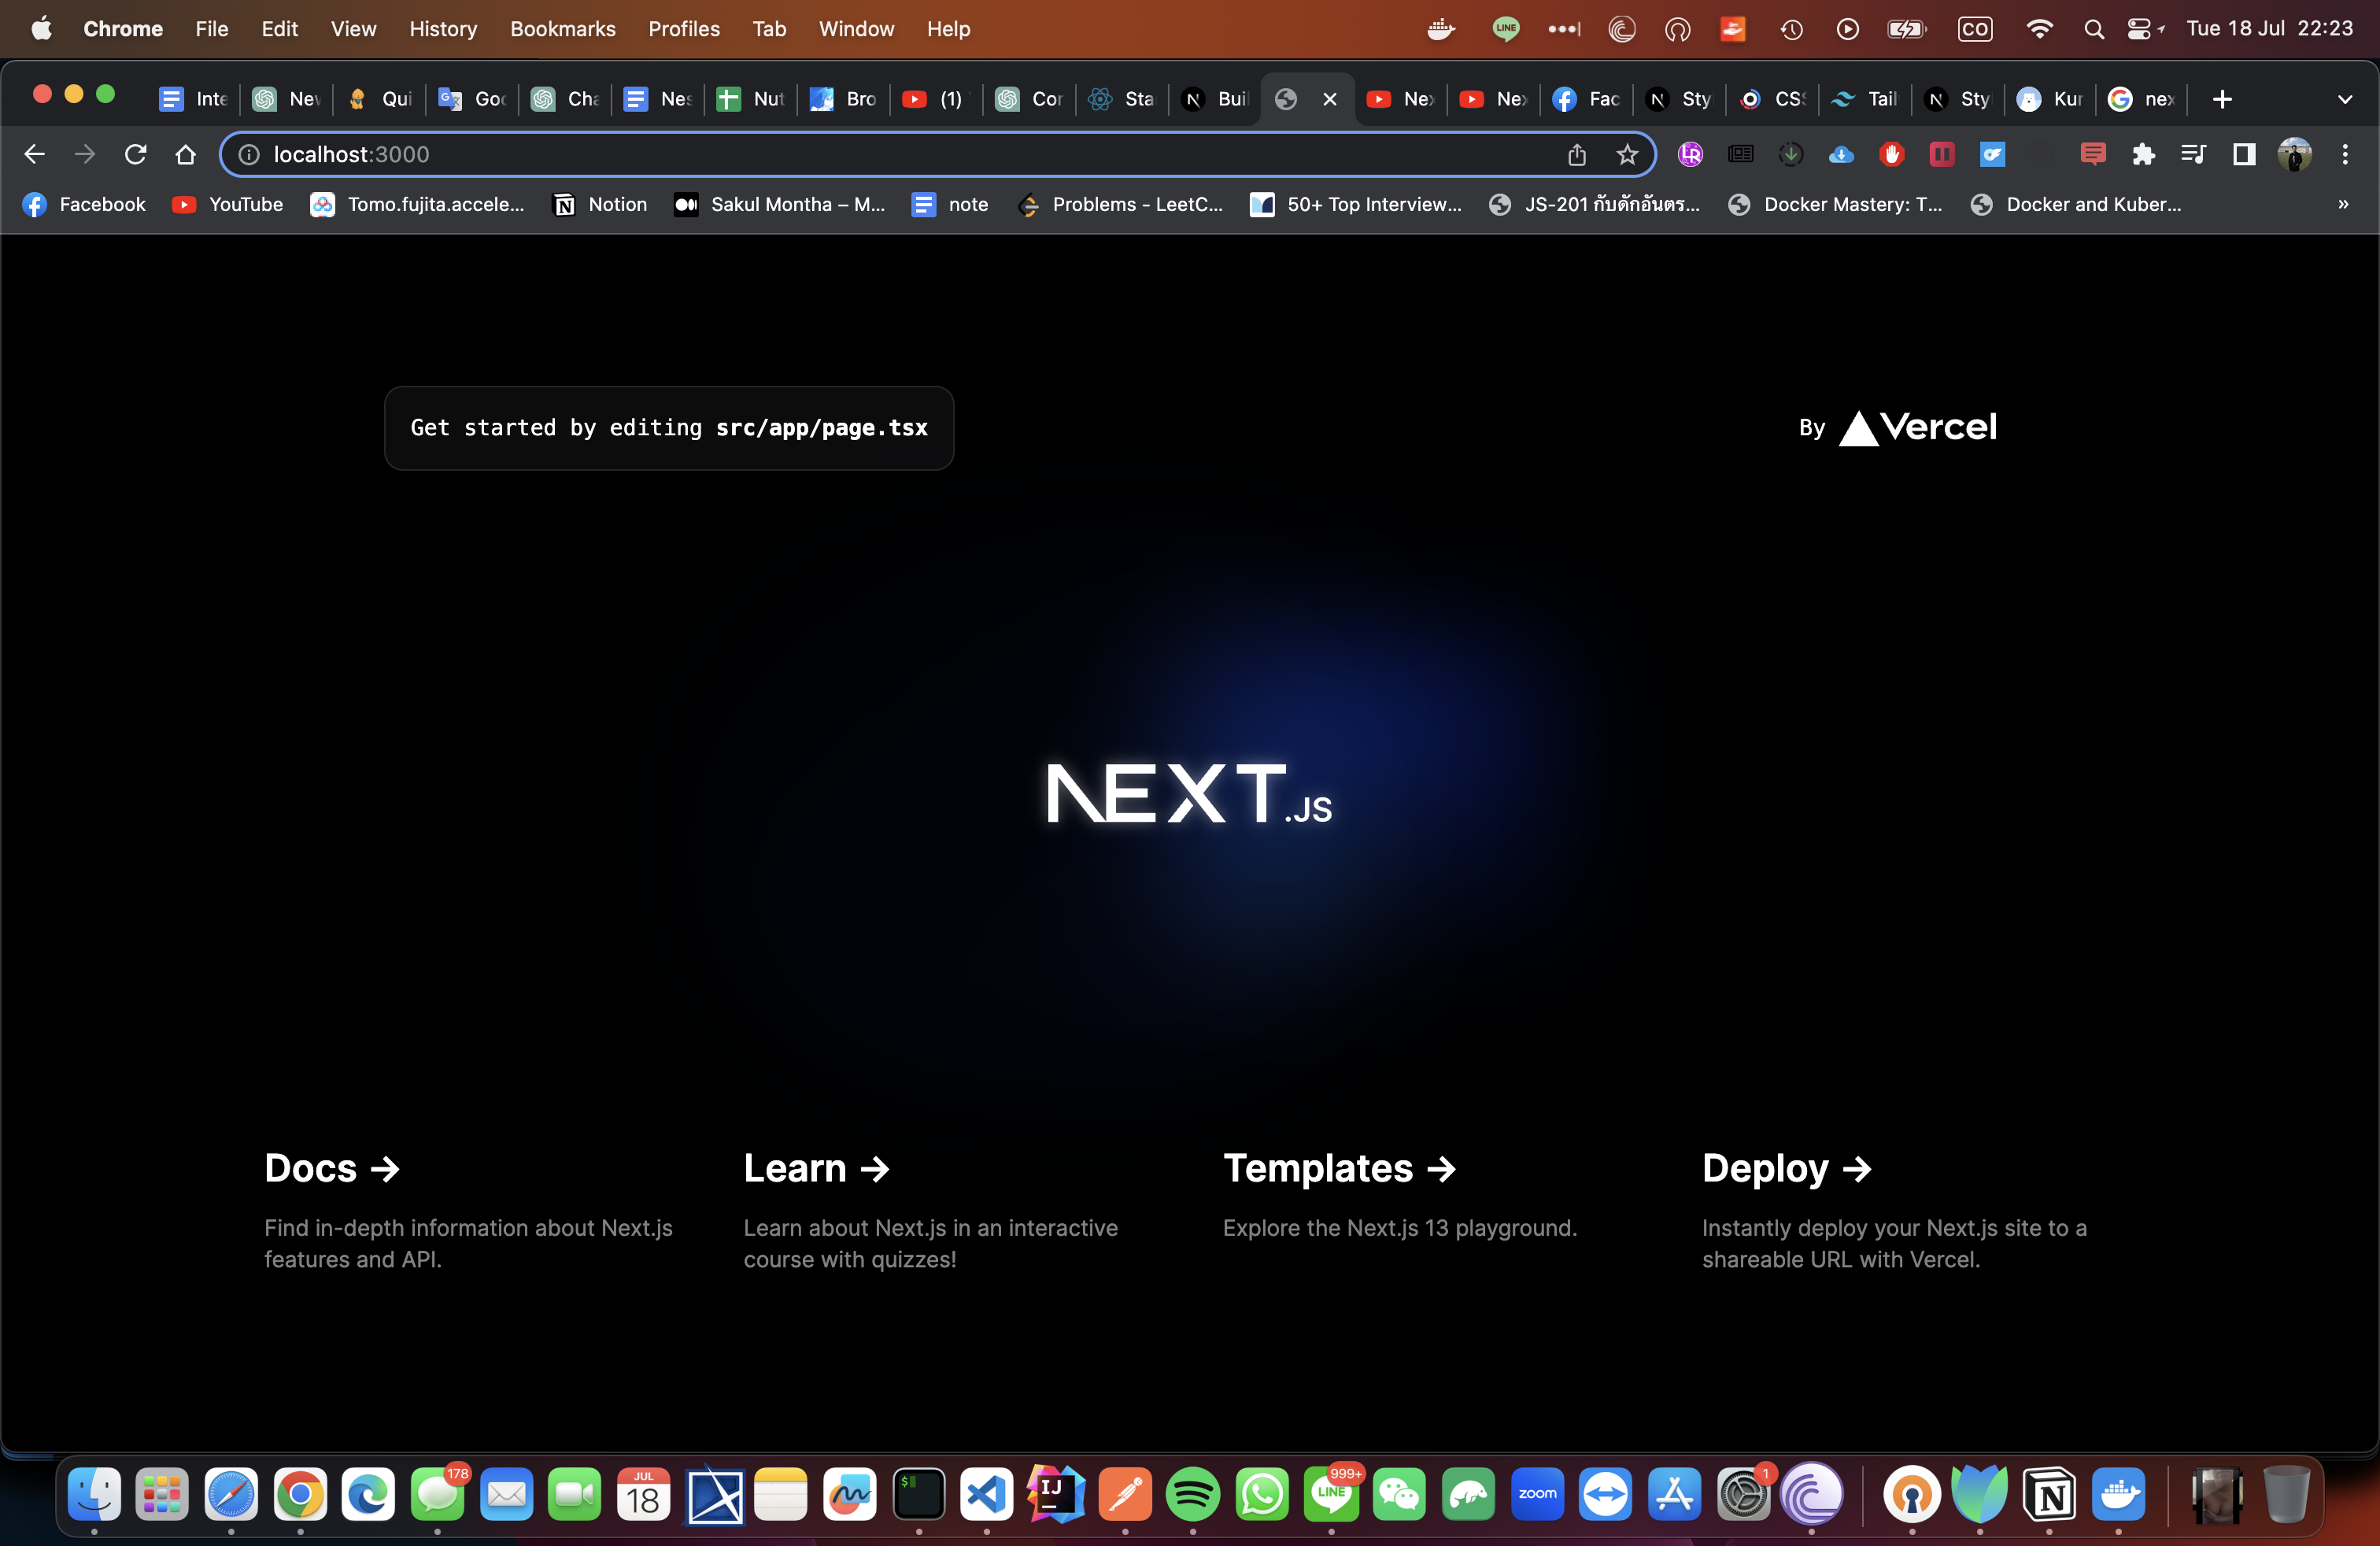 Chrome File Edit View History Bookmarks Profiles Tab Window Help
LINE CO Tue 18 Jul 22:23
Inte Nev Qui Goo Cha Nes Nut Bro (1) Cor Sta Buil Nex Nex Fac Sty CSS Tail Sty Kur nex
localhost:3000
Facebook YouTube Tomo.fujita.accele... Notion Sakul Montha – M... note Problems - LeetC... 50+ Top Interview... JS-201 กับดักอันตร... Docker Mastery: T... Docker and Kuber... »
Get started by editing src/app/page.tsx
By Vercel
NEXT.JS
Docs →
Find in-depth information about Next.js
features and API.
Learn →
Learn about Next.js in an interactive
course with quizzes!
Templates →
Explore the Next.js 13 playground.
Deploy →
Instantly deploy your Next.js site to a
shareable URL with Vercel.
178 JUL 18 $ IJ LINE 999+ zoom 1 N